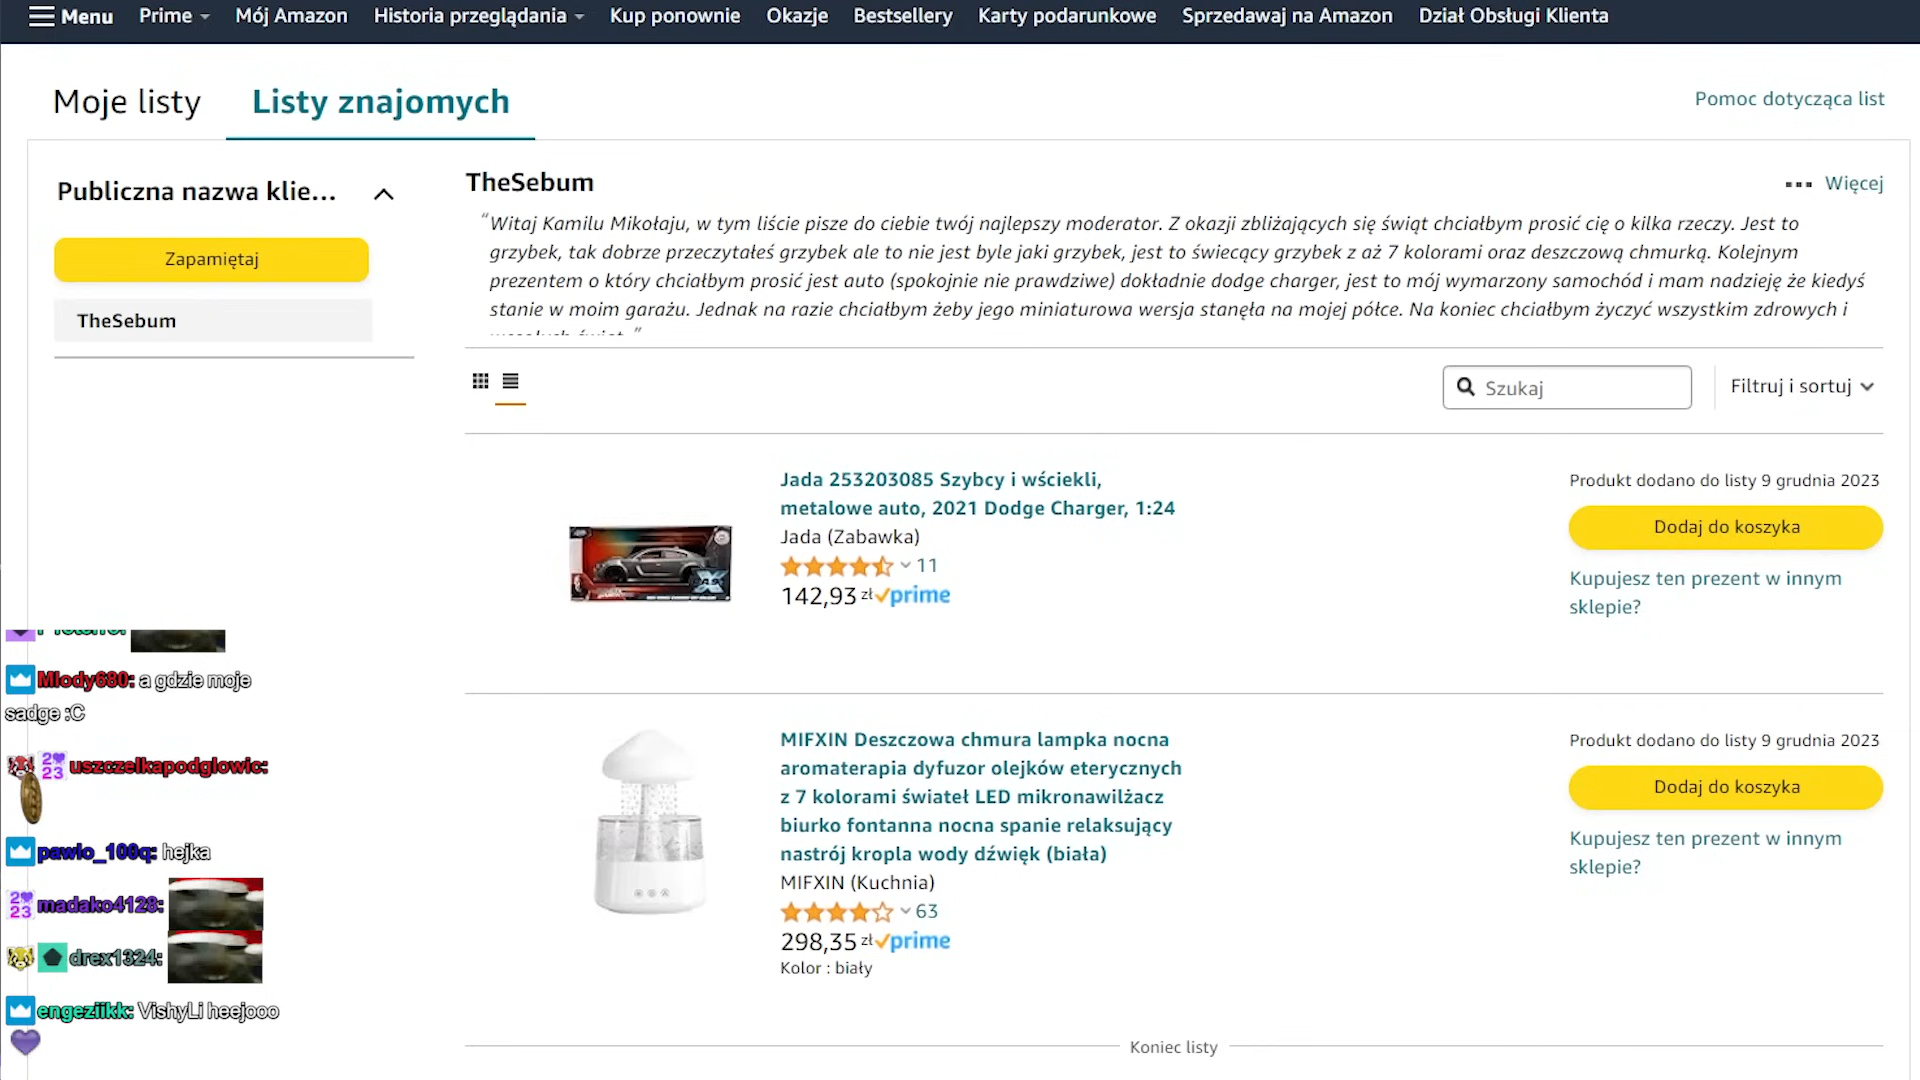 Menu Prime Mój Amazon Historia przeglądania Kup ponownie Okazje Bestsellery Karty podarunkowe Sprzedawaj na Amazon Dział Obsługi Klienta
Moje listy Listy znajomych Pomoc dotycząca list
Publiczna nazwa klie...
Zapamiętaj
TheSebum
TheSebum
Więcej
“Witaj Kamilu Mikołaju, w tym liście pisze do ciebie twój najlepszy moderator. Z okazji zbliżających się świąt chciałbym prosić cię o kilka rzeczy. Jest to
grzybek, tak dobrze przeczytałeś grzybek ale to nie jest byle jaki grzybek, jest to świecący grzybek z aż 7 kolorami oraz deszczową chmurką. Kolejnym
prezentem o który chciałbym prosić jest auto (spokojnie nie prawdziwe) dokładnie dodge charger, jest to mój wymarzony samochód i mam nadzieję że kiedyś
stanie w moim garażu. Jednak na razie chciałbym żeby jego miniaturowa wersja stanęła na mojej półce. Na koniec chciałbym życzyć wszystkim zdrowych i
Szukaj
Filtruj i sortuj
Jada 253203085 Szybcy i wściekli,
metalowe auto, 2021 Dodge Charger, 1:24
Jada (Zabawka)
11
142,93 zł prime
Produkt dodano do listy 9 grudnia 2023
Dodaj do koszyka
Kupujesz ten prezent w innym
sklepie?
MIFXIN Deszczowa chmura lampka nocna
aromaterapia dyfuzor olejków eterycznych
z 7 kolorami świateł LED mikronawilżacz
biurko fontanna nocna spanie relaksujący
nastrój kropla wody dźwięk (biała)
MIFXIN (Kuchnia)
63
298,35 zł prime
Kolor : biały
Produkt dodano do listy 9 grudnia 2023
Dodaj do koszyka
Kupujesz ten prezent w innym
sklepie?
Koniec listy
Mlody680: a gdzie moje
sadge :C
2023 uszczelkapodglowic:
pawlo_100q: hejka
2023 madako4128:
drex1324:
engeziikk: VishyLi heejooo